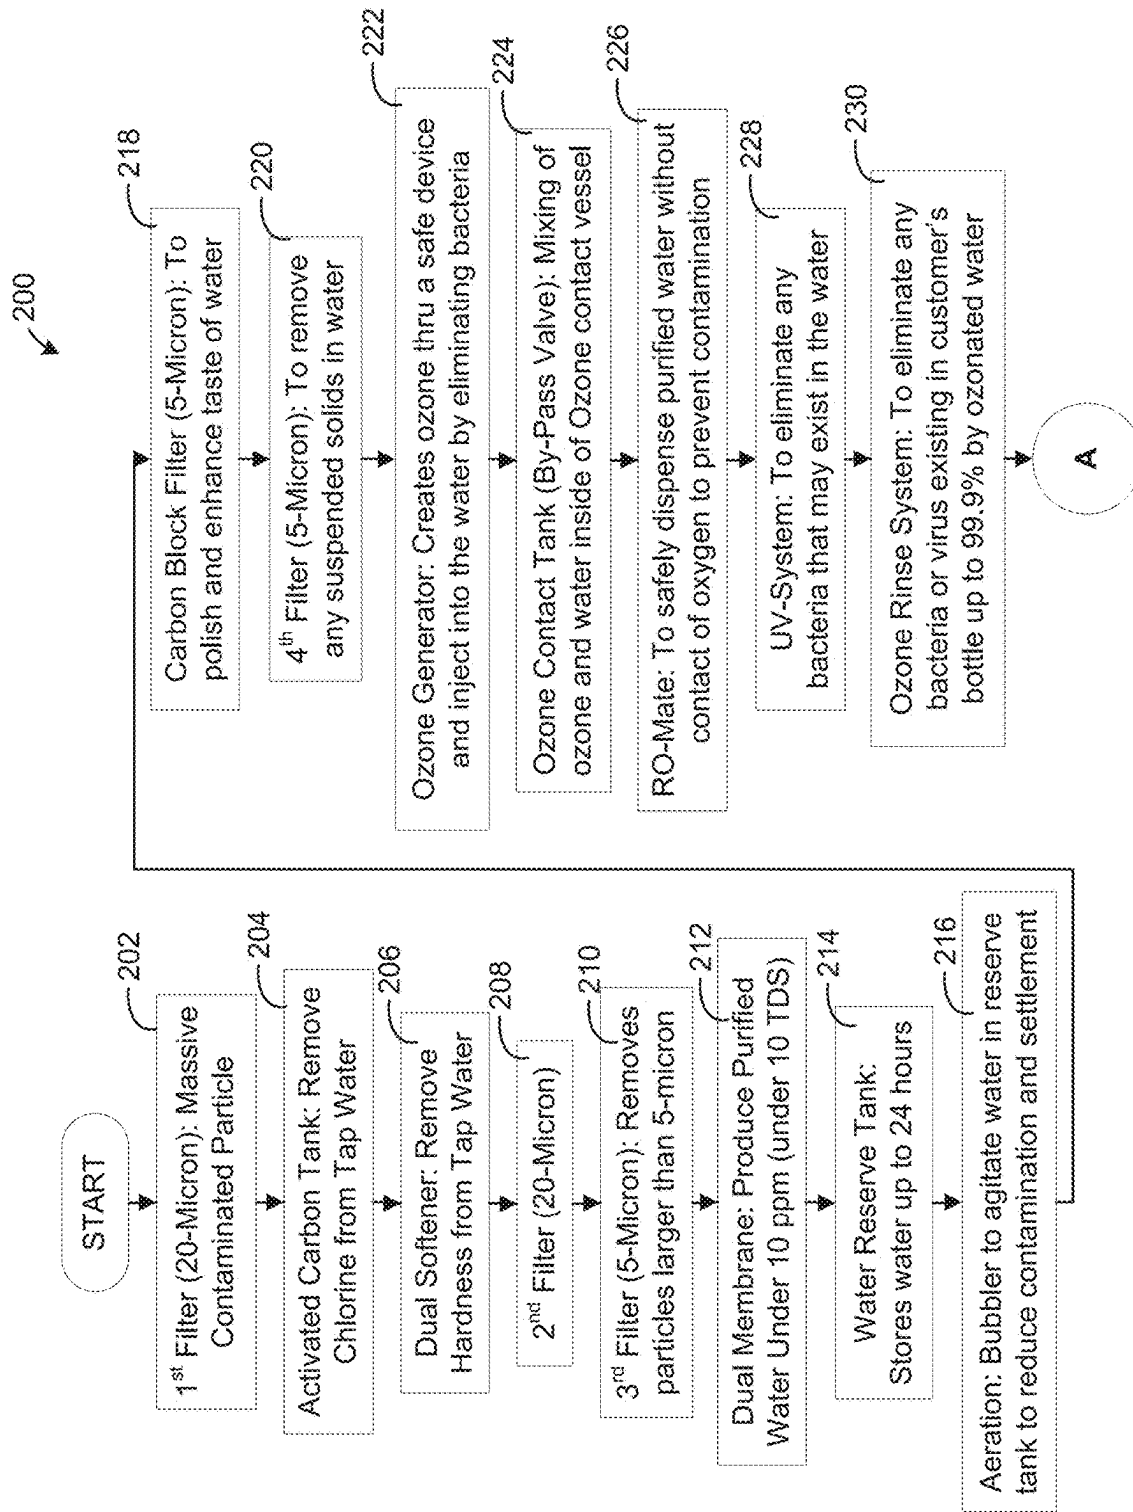 200
START
1st Filter (20-Micron): Massive
Contaminated Particle
202
Activated Carbon Tank: Remove
Chlorine from Tap Water
204
Dual Softener: Remove
Hardness from Tap Water
206
2nd Filter (20-Micron)
208
3rd Filter (5-Micron): Removes
particles larger than 5-micron
210
Dual Membrane: Produce Purified
Water Under 10 ppm (under 10 TDS)
212
Water Reserve Tank:
Stores water up to 24 hours
214
Aeration: Bubbler to agitate water in reserve
tank to reduce contamination and settlement
216
Carbon Block Filter (5-Micron): To
polish and enhance taste of water
218
4th Filter (5-Micron): To remove
any suspended solids in water
220
Ozone Generator: Creates ozone thru a safe device
and inject into the water by eliminating bacteria
222
Ozone Contact Tank (By-Pass Valve): Mixing of
ozone and water inside of Ozone contact vessel
224
RO-Mate: To safely dispense purified water without
contact of oxygen to prevent contamination
226
UV-System: To eliminate any
bacteria that may exist in the water
228
Ozone Rinse System: To eliminate any
bacteria or virus existing in customer's
bottle up to 99.9% by ozonated water
230
A